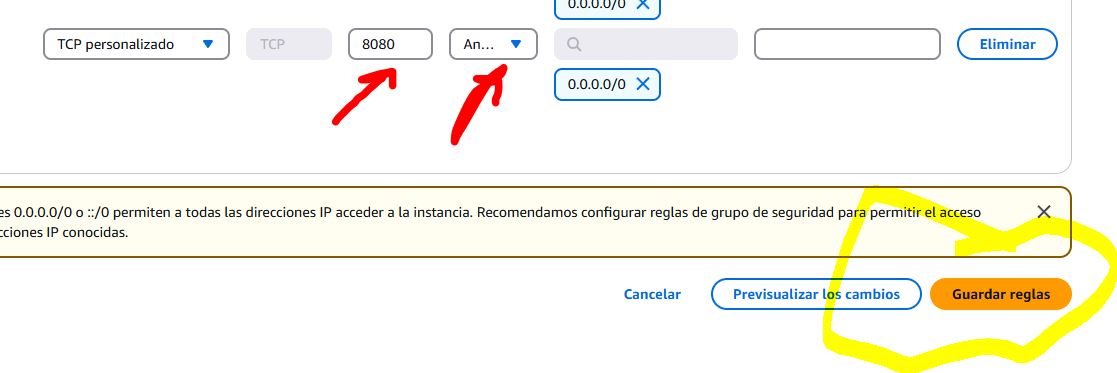 0.0.0.0/0
TCP personalizado TCP 8080 An... Eliminar
0.0.0.0/0
es 0.0.0.0/0 o ::/0 permiten a todas las direcciones IP acceder a la instancia. Recomendamos configurar reglas de grupo de seguridad para permitir el acceso
cciones IP conocidas.
Cancelar Previsualizar los cambios Guardar reglas